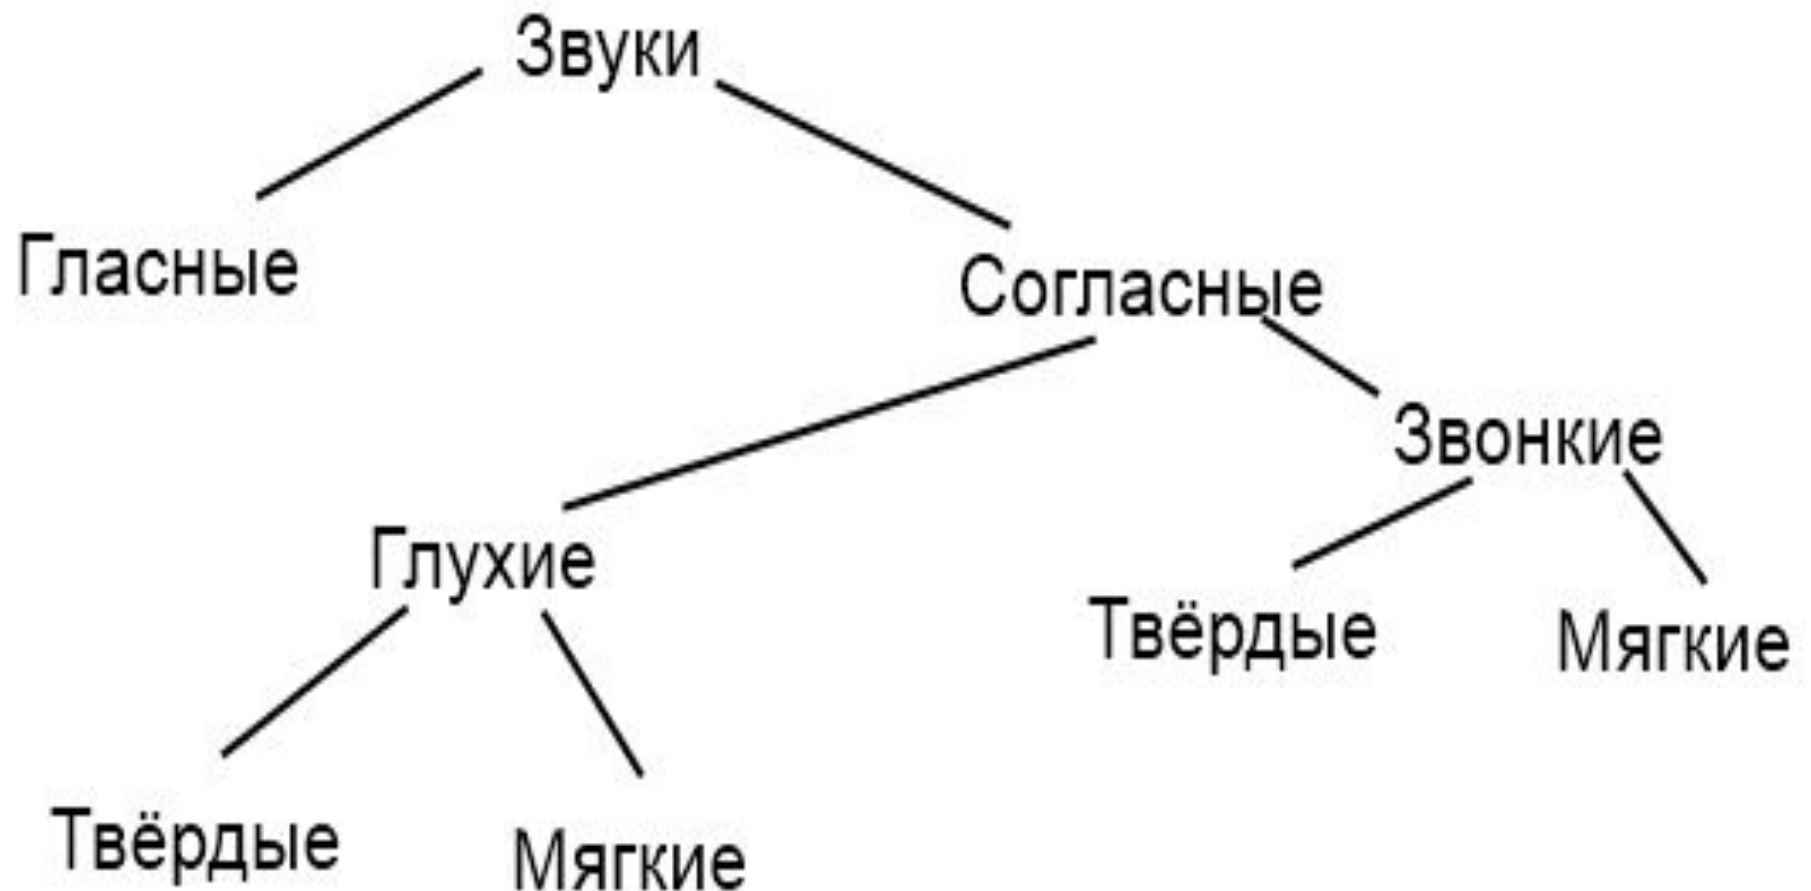 Звуки
Гласные
Согласные
Звонкие
Глухие
Твёрдые
Мягкие
Твёрдые
Мягкие